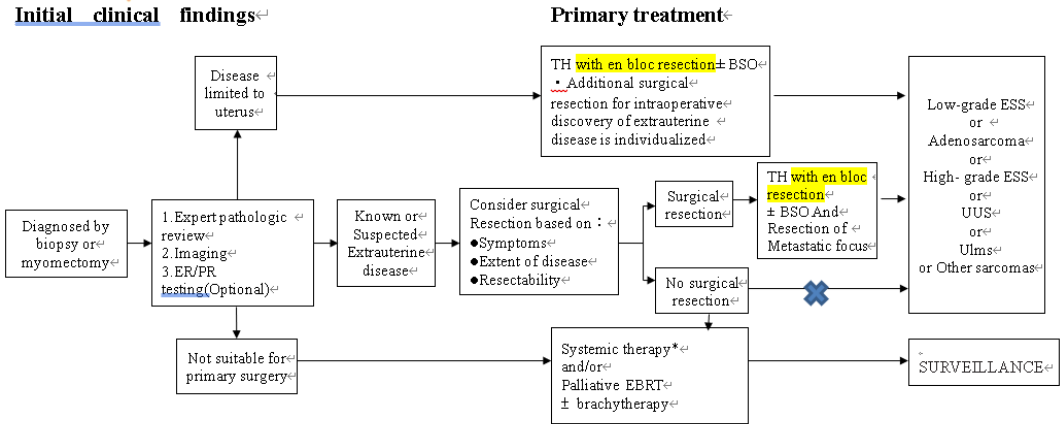 Initial clinical findings
Primary treatment
Disease
limited to
uterus
TH with en bloc resection± BSO
・Additional surgical
resection for intraoperative
discovery of extrauterine
disease is individualized
Low-grade ESS
or
Adenosarcoma
or
High- grade ESS
or
UUS
or
Ulms
or Other sarcomas
Diagnosed by
biopsy or
myomectomy
1.Expert pathologic
review
2.Imaging
3.ER/PR
testing(Optional)
Known or
Suspected
Extrauterine
disease
Consider surgical
Resection based on：
●Symptoms
●Extent of disease
●Resectability
Surgical
resection
TH with en bloc
resection
± BSO And
Resection of
Metastatic focus
No surgical
resection
Not suitable for
primary surgery
Systemic therapy*
and/or
Palliative EBRT
± brachytherapy
SURVEILLANCE